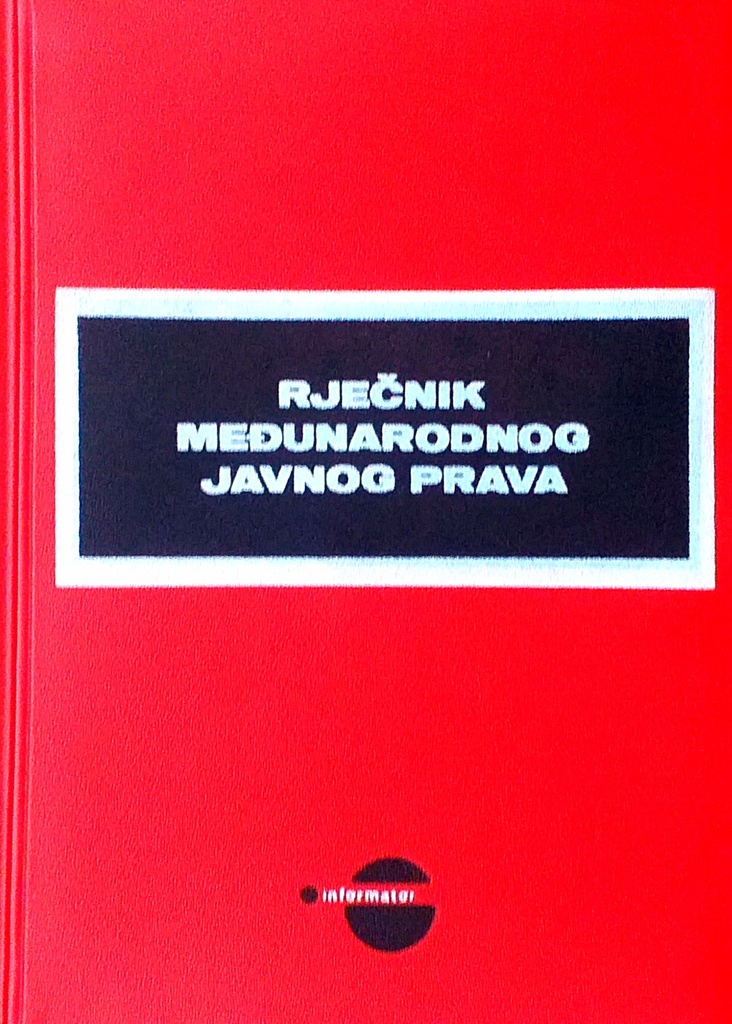 RJEČNIK
MEĐUNARODNOG
JAVNOG PRAVA
informator